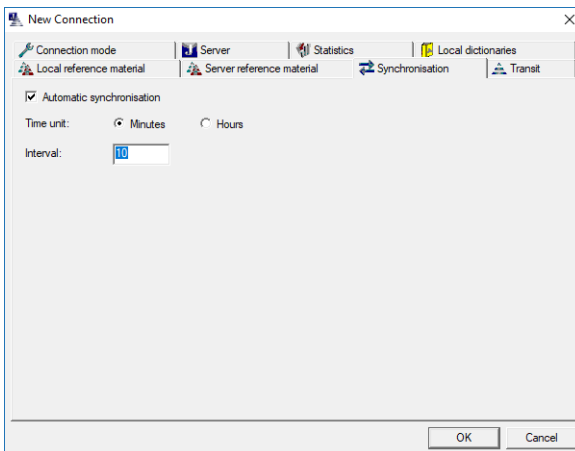 New Connection
Connection mode Server Statistics Local dictionaries
Local reference material Server reference material Synchronisation Transit
Automatic synchronisation
Time unit: Minutes Hours
Interval: 10
OK Cancel